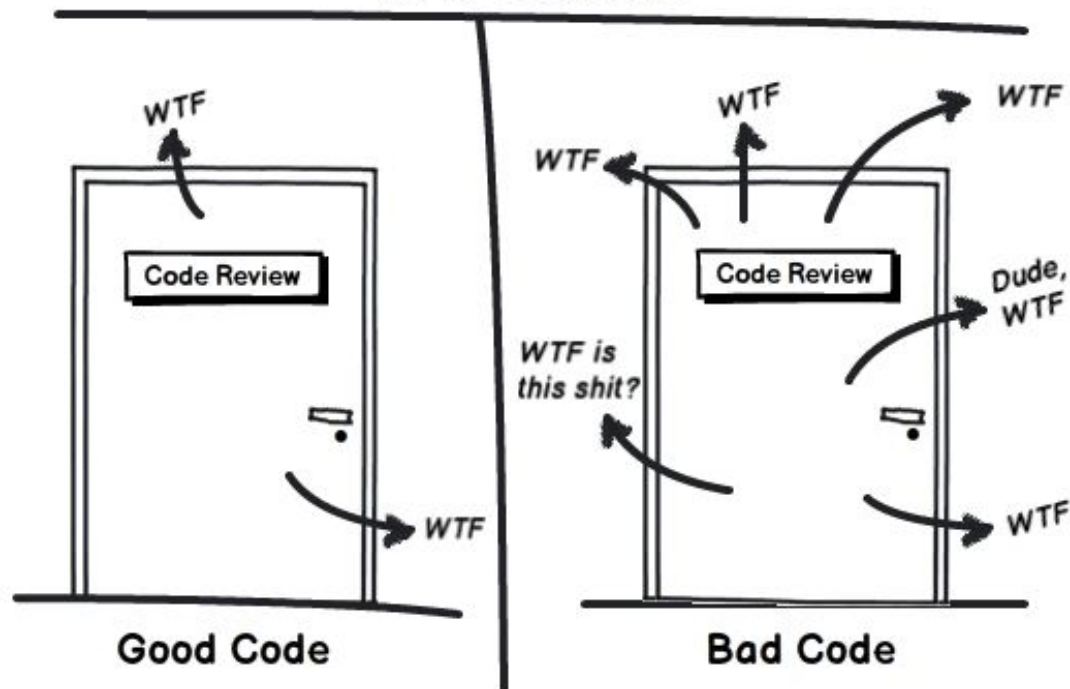 WTF
Code Review
WTF
Good Code
WTF
WTF
WTF
Code Review
Dude,
WTF
WTF is
this shit?
WTF
Bad Code